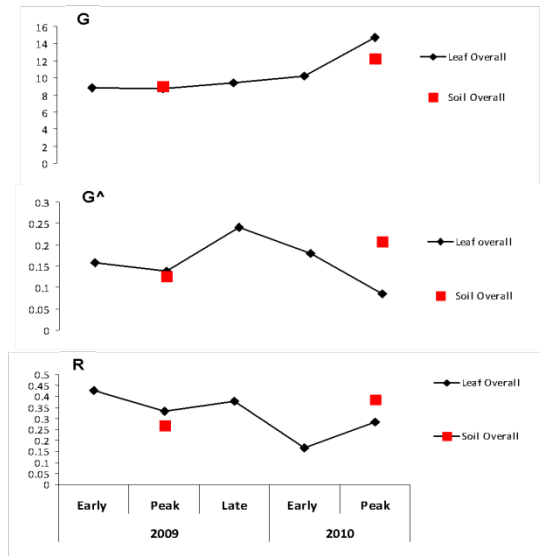 G
16
14
12
10
8
6
4
2
0
Leaf Overall
Soil Overall
G^
0.3
0.25
0.2
0.15
0.1
0.05
0
Leaf overall
Soil Overall
R
0.5
0.45
0.4
0.35
0.3
0.25
0.2
0.15
0.1
0.05
0
Leaf Overall
Soil Overall
Early Peak Late Early Peak
2009 2010